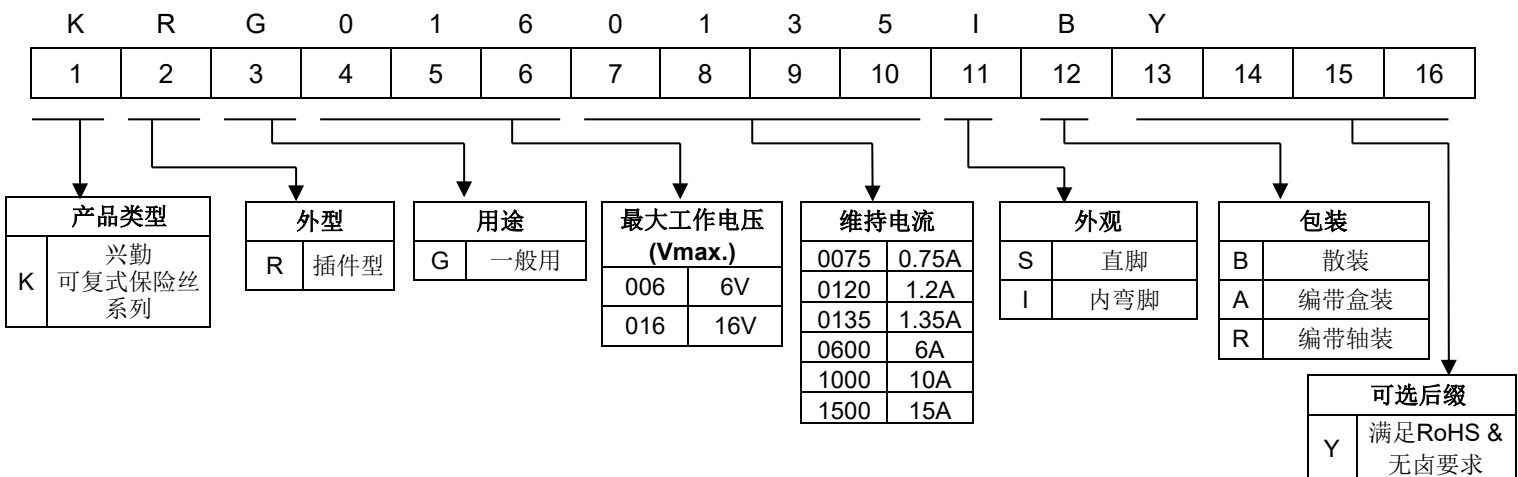 K R G 0 1 6 0 1 3 5 I B Y
1 2 3 4 5 6 7 8 9 10 11 12 13 14 15 16
产品类型
K 兴勤
可复式保险丝
系列
外型
R 插件型
用途
G 一般用
最大工作电压
(Vmax.)
006 6V
016 16V
维持电流
0075 0.75A
0120 1.2A
0135 1.35A
0600 6A
1000 10A
1500 15A
外观
S 直脚
I 内弯脚
包装
B 散装
A 编带盒装
R 编带轴装
可选后缀
Y 满足RoHS &
无卤要求